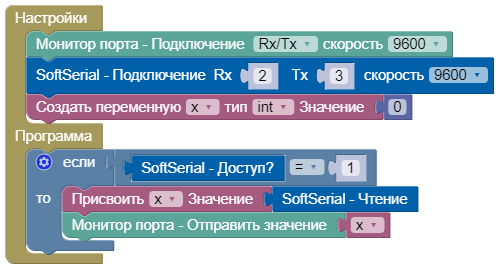 Настройки
Монитор порта - Подключение Rx/Tx скорость 9600
SoftSerial - Подключение Rx 2 Tx 3 скорость 9600
Создать переменную x тип int Значение 0
Программа
если SoftSerial - Доступ? = 1
то Присвоить x Значение SoftSerial - Чтение
Монитор порта - Отправить значение x